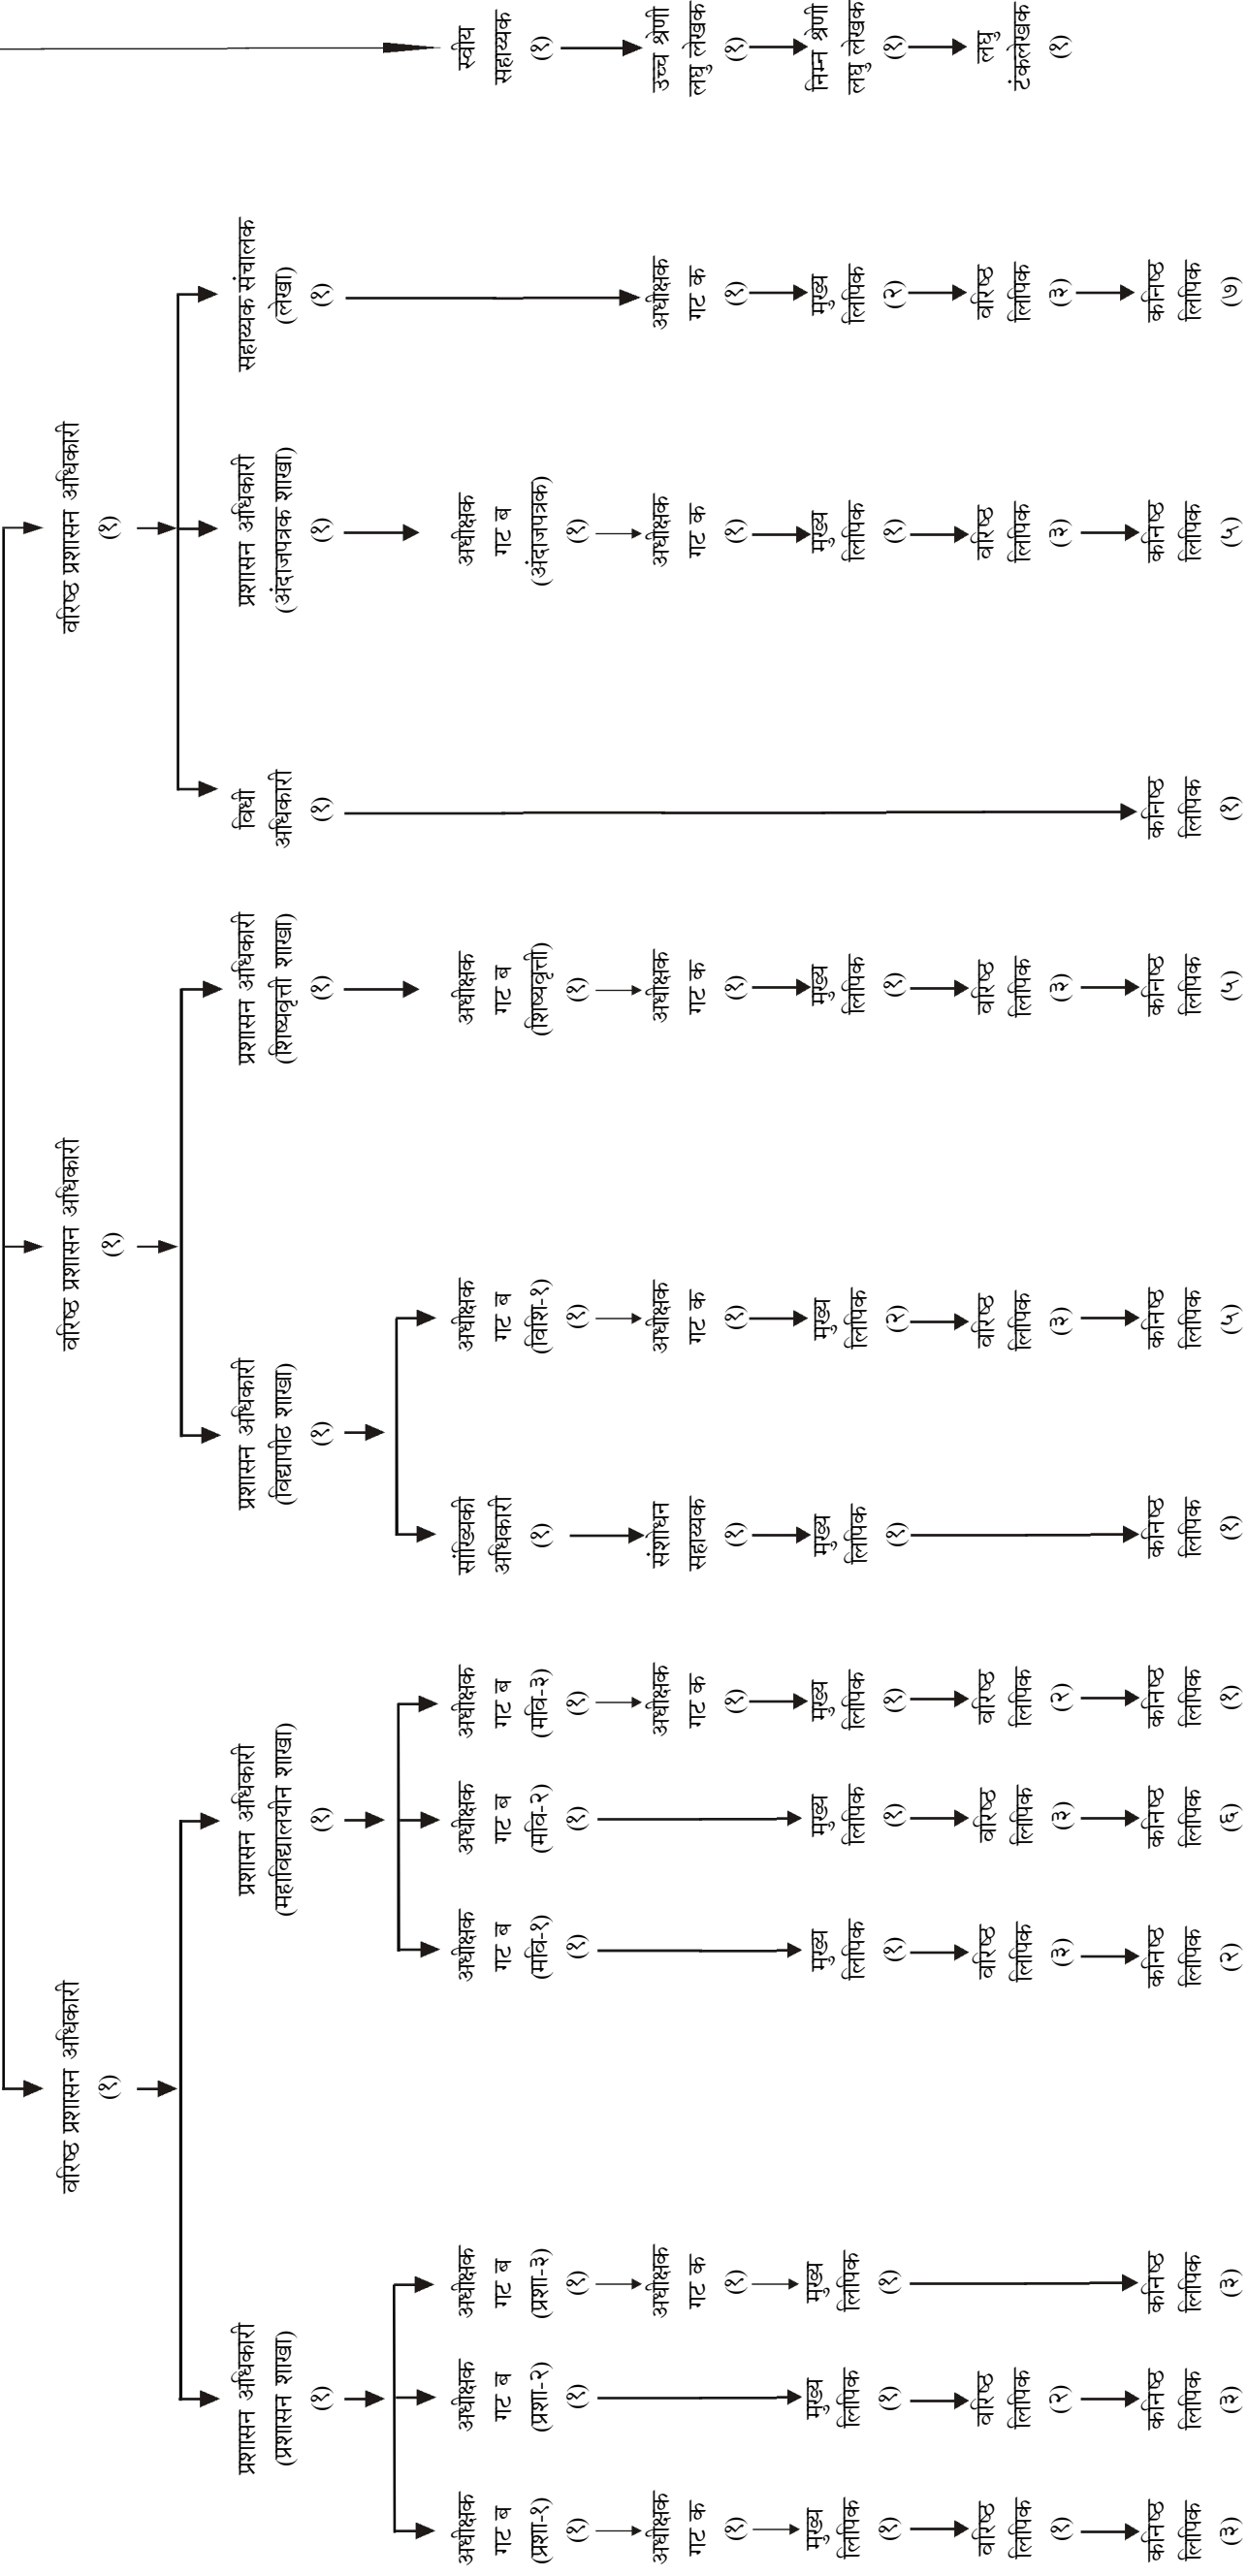 वरिष्ठ प्रशासन अधिकारी
(१)
वरिष्ठ प्रशासन अधिकारी
(१)
वरिष्ठ प्रशासन अधिकारी
(१)
प्रशासन अधिकारी
(प्रशासन शाखा)
(१)
प्रशासन अधिकारी
(महाविद्यालयीन शाखा)
(१)
प्रशासन अधिकारी
(विद्यापीठ शाखा)
(१)
प्रशासन अधिकारी
(शिष्यवृत्ती शाखा)
(१)
विधी
अधिकारी
(१)
प्रशासन अधिकारी
(अंदाजपत्रक शाखा)
(१)
सहाय्यक संचालक
(लेखा)
(१)
अधीक्षक
गट ब
(प्रशा-१)
(१)
अधीक्षक
गट ब
(प्रशा-२)
(१)
अधीक्षक
गट ब
(प्रशा-३)
(१)
अधीक्षक
गट ब
(मवि-१)
(१)
अधीक्षक
गट ब
(मवि-२)
(१)
अधीक्षक
गट ब
(मवि-३)
(१)
सांख्यिकी
अधिकारी
(१)
अधीक्षक
गट ब
(विशि-१)
(१)
अधीक्षक
गट ब
(शिष्यवृत्ती)
(१)
अधीक्षक
गट ब
(अंदाजपत्रक)
(१)
स्वीय
सहाय्यक
(१)
अधीक्षक
गट क
(१)
अधीक्षक
गट क
(१)
अधीक्षक
गट क
(१)
संशोधन
सहाय्यक
(१)
अधीक्षक
गट क
(१)
अधीक्षक
गट क
(१)
अधीक्षक
गट क
(१)
अधीक्षक
गट क
(१)
उच्च श्रेणी
लघु लेखक
(१)
मुख्य
लिपिक
(१)
मुख्य
लिपिक
(१)
मुख्य
लिपिक
(१)
मुख्य
लिपिक
(१)
मुख्य
लिपिक
(१)
मुख्य
लिपिक
(१)
मुख्य
लिपिक
(१)
मुख्य
लिपिक
(२)
मुख्य
लिपिक
(१)
मुख्य
लिपिक
(१)
मुख्य
लिपिक
(२)
निम्न श्रेणी
लघु लेखक
(१)
वरिष्ठ
लिपिक
(१)
वरिष्ठ
लिपिक
(२)
वरिष्ठ
लिपिक
(३)
वरिष्ठ
लिपिक
(३)
वरिष्ठ
लिपिक
(२)
वरिष्ठ
लिपिक
(३)
वरिष्ठ
लिपिक
(३)
वरिष्ठ
लिपिक
(३)
वरिष्ठ
लिपिक
(३)
लघु
टंकलेखक
(१)
कनिष्ठ
लिपिक
(३)
कनिष्ठ
लिपिक
(३)
कनिष्ठ
लिपिक
(३)
कनिष्ठ
लिपिक
(२)
कनिष्ठ
लिपिक
(६)
कनिष्ठ
लिपिक
(१)
कनिष्ठ
लिपिक
(१)
कनिष्ठ
लिपिक
(५)
कनिष्ठ
लिपिक
(५)
कनिष्ठ
लिपिक
(१)
कनिष्ठ
लिपिक
(५)
कनिष्ठ
लिपिक
(७)